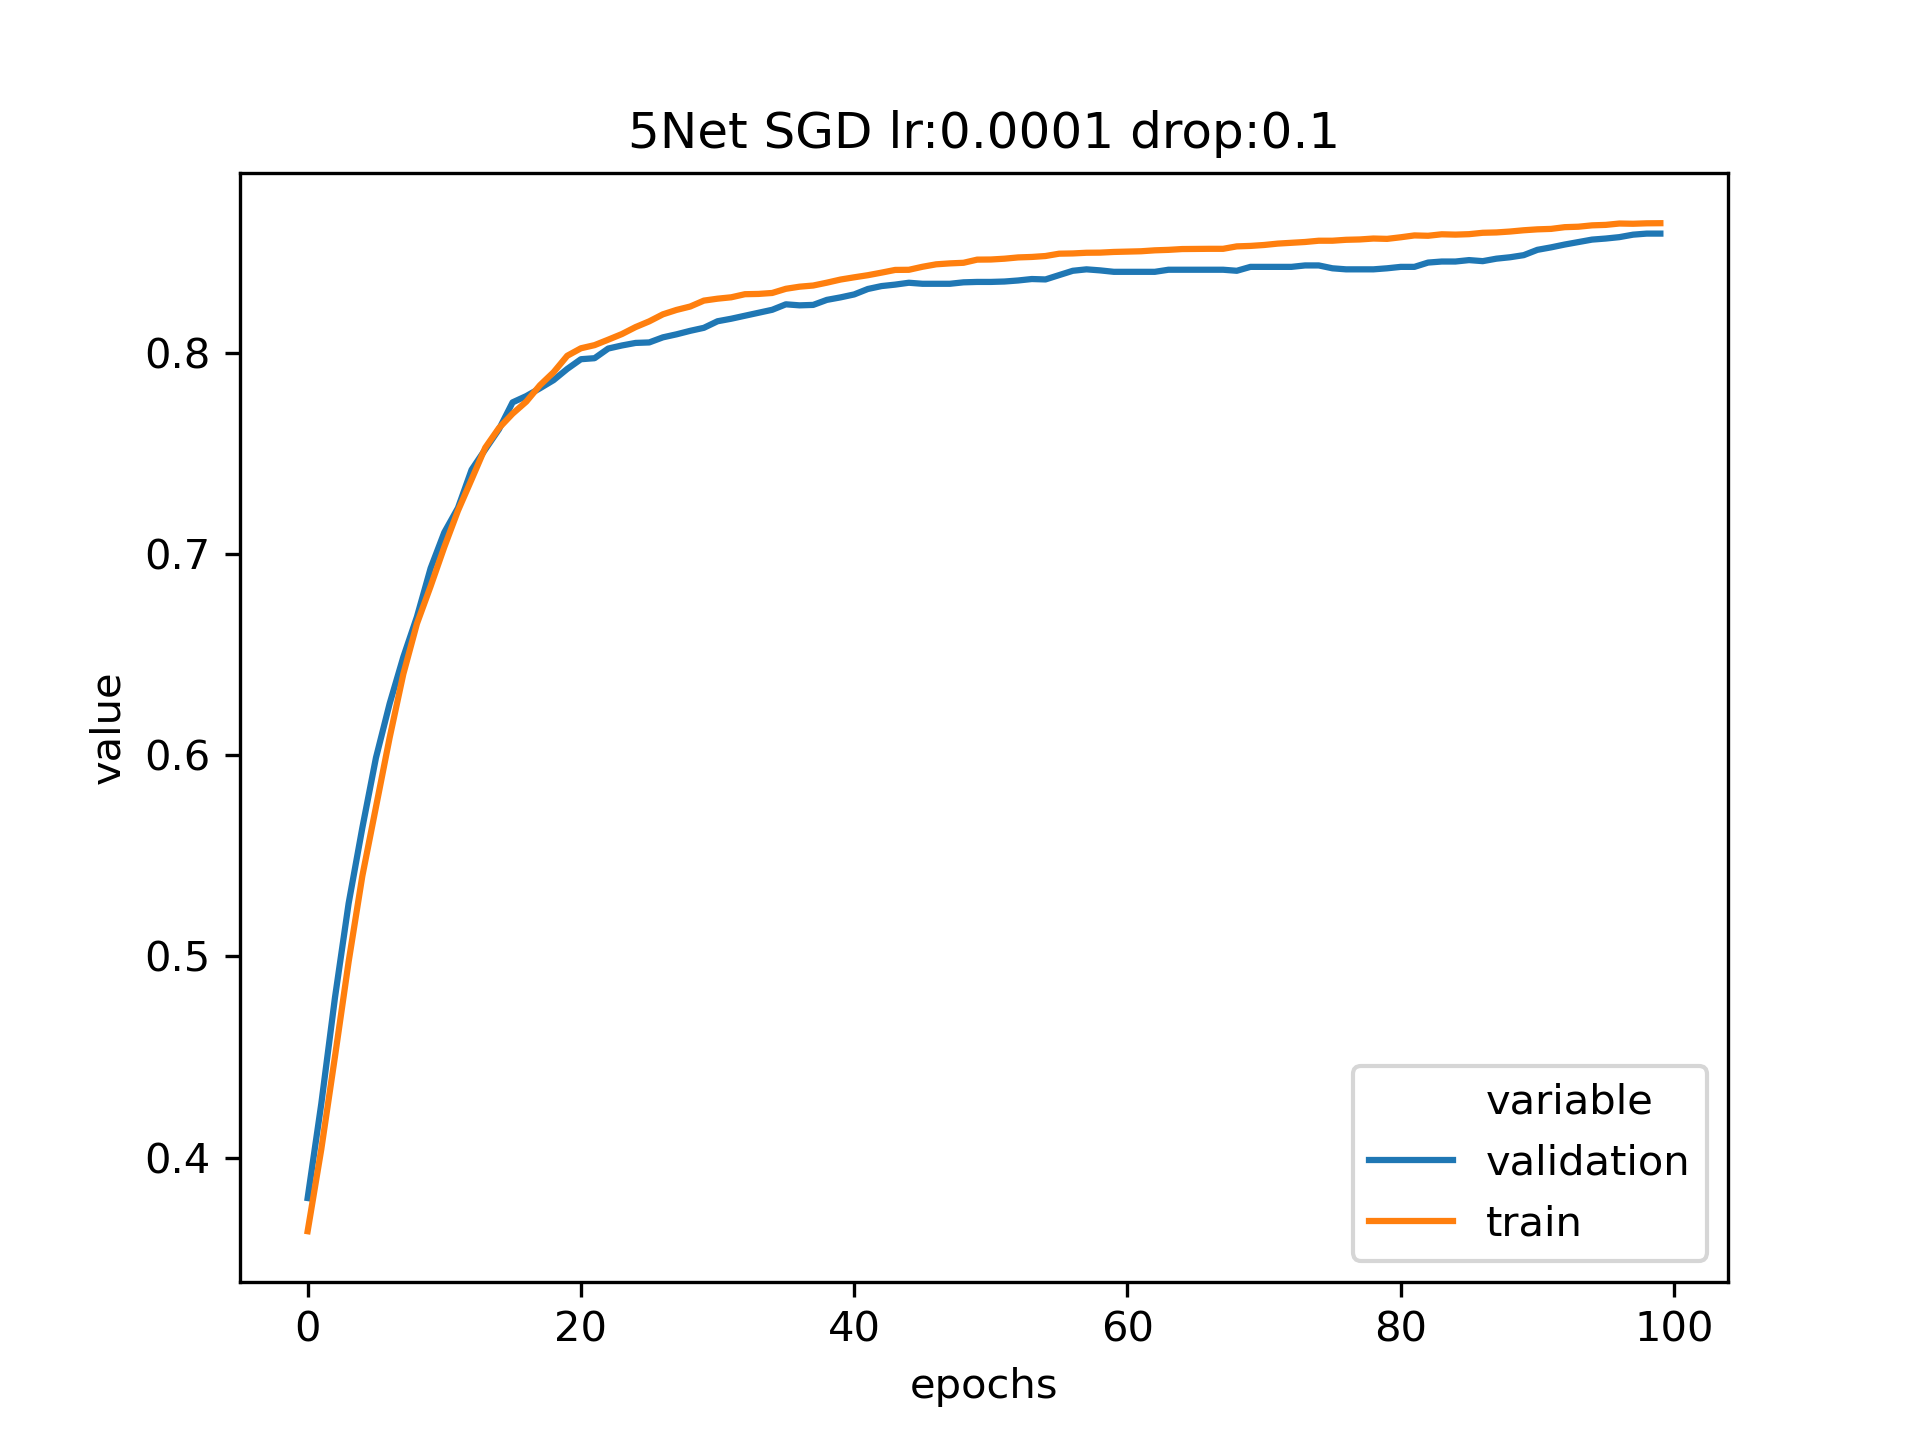 5Net SGD lr:0.0001 drop:0.1
value
0.8
0.7
0.6
0.5
0.4
0 20 40 60 80 100
epochs
variable
validation
train